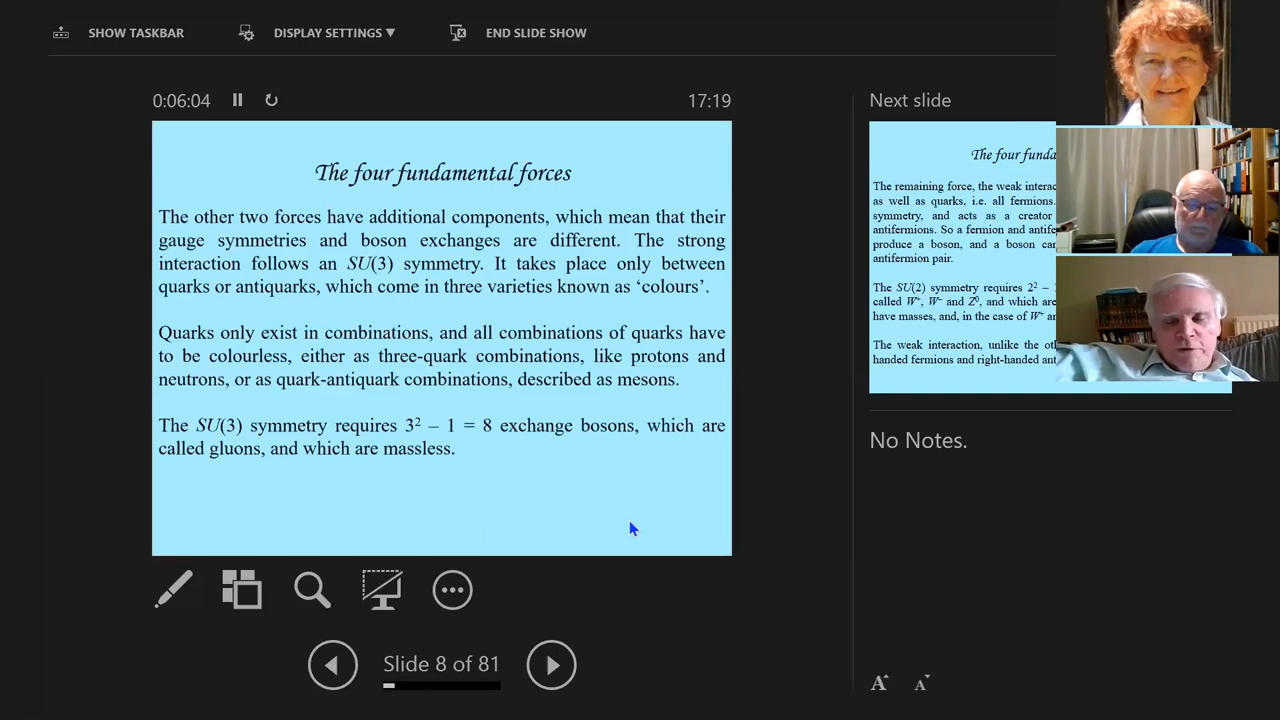 SHOW TASKBAR
DISPLAY SETTINGS ▼
END SLIDE SHOW
0:06:04
17:19
Next slide
The four fundamental forces
The other two forces have additional components, which mean that their
gauge symmetries and boson exchanges are different. The strong
interaction follows an SU(3) symmetry. It takes place only between
quarks or antiquarks, which come in three varieties known as ‘colours’.
Quarks only exist in combinations, and all combinations of quarks have
to be colourless, either as three-quark combinations, like protons and
neutrons, or as quark-antiquark combinations, described as mesons.
The SU(3) symmetry requires 3² – 1 = 8 exchange bosons, which are
called gluons, and which are massless.
The four funda
The remaining force, the weak interac
as well as quarks, i.e. all fermions.
symmetry, and acts as a creator
antifermions. So a fermion and antife
produce a boson, and a boson can
antifermion pair.
The SU(2) symmetry requires 2² –
called W⁺, W⁻ and Z⁰, and which are
have masses, and, in the case of W⁺ a
The weak interaction, unlike the oth
handed fermions and right-handed ant
No Notes.
Slide 8 of 81
A A